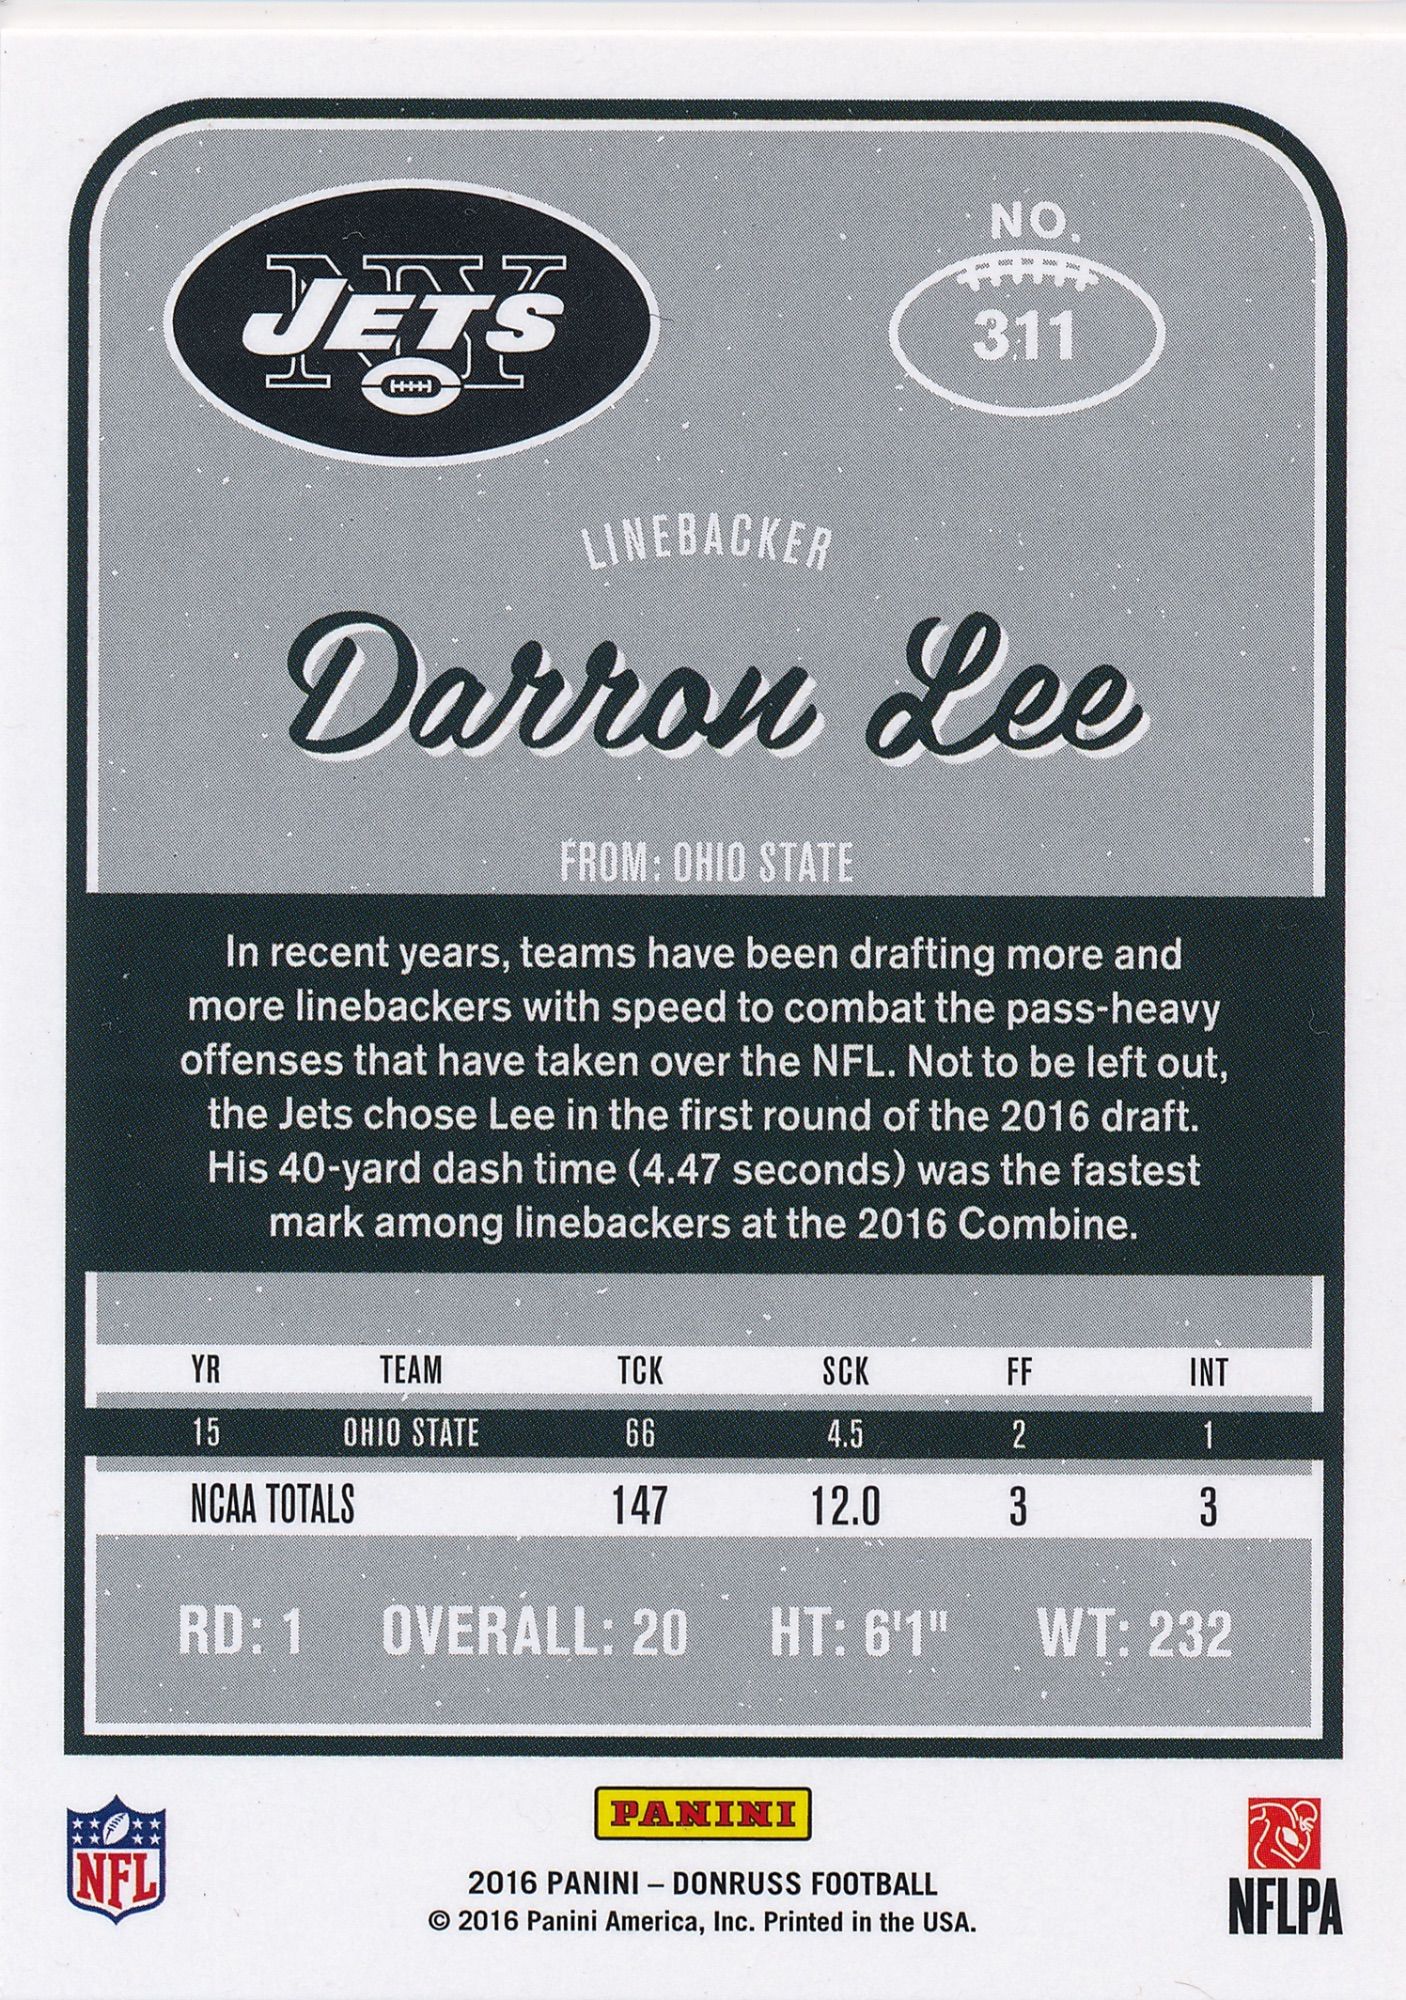 NY
JETS
NO.
311
LINEBACKER
Darron Lee
FROM: OHIO STATE
In recent years, teams have been drafting more and
more linebackers with speed to combat the pass-heavy
offenses that have taken over the NFL. Not to be left out,
the Jets chose Lee in the first round of the 2016 draft.
His 40-yard dash time (4.47 seconds) was the fastest
mark among linebackers at the 2016 Combine.
YR TEAM TCK SCK FF INT
15 OHIO STATE 66 4.5 2 1
NCAA TOTALS 147 12.0 3 3
RD: 1 OVERALL: 20 HT: 6'1" WT: 232
NFL
PANINI
2016 PANINI – DONRUSS FOOTBALL
© 2016 Panini America, Inc. Printed in the USA.
NFLPA